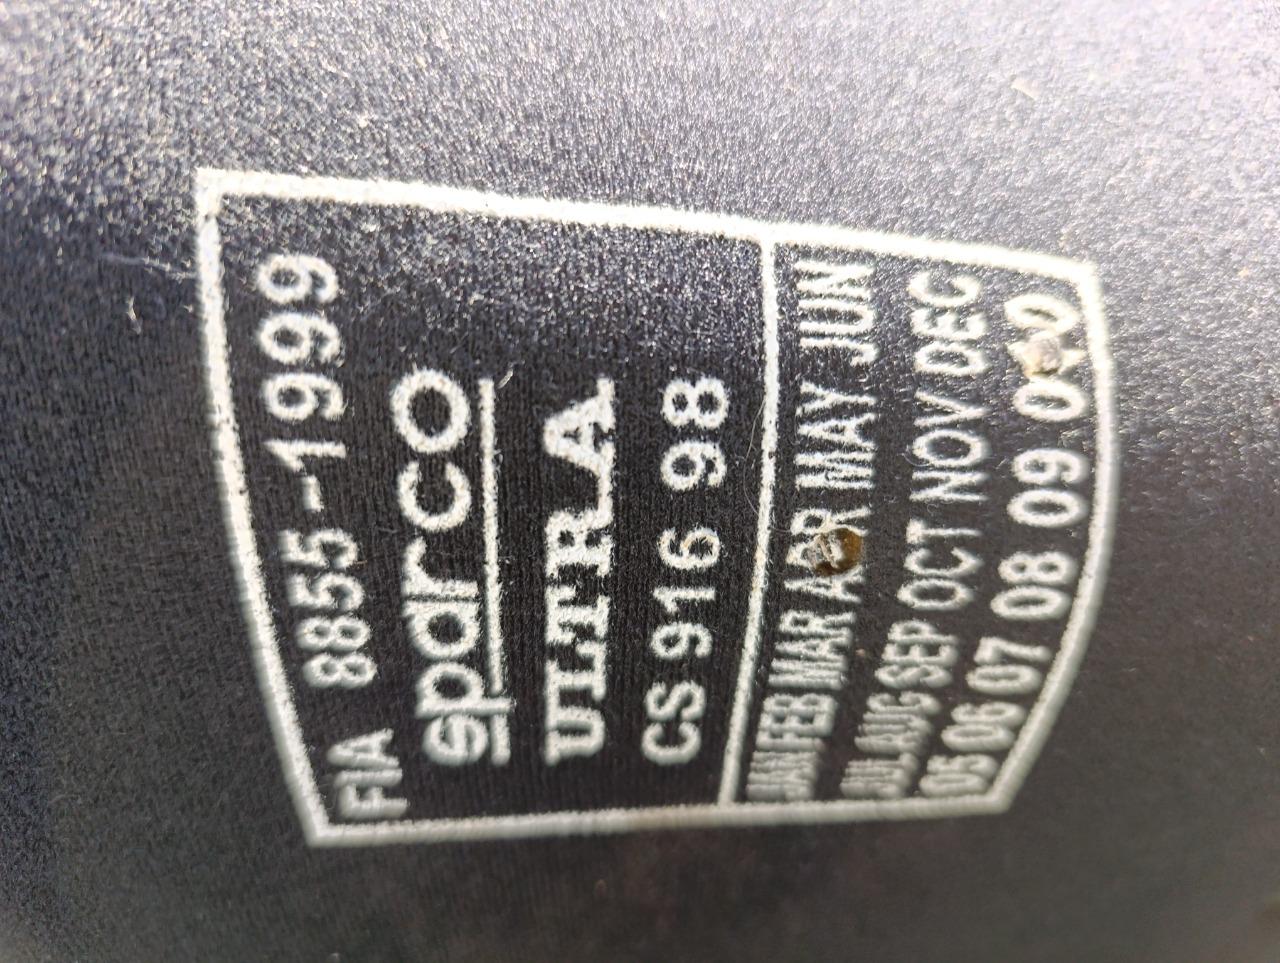 FIA 8855-1999
sparco
ULTRA
CS 916 98
JAN FEB MAR APR MAY JUN
JUL AUG SEP OCT NOV DEC
05 06 07 08 09